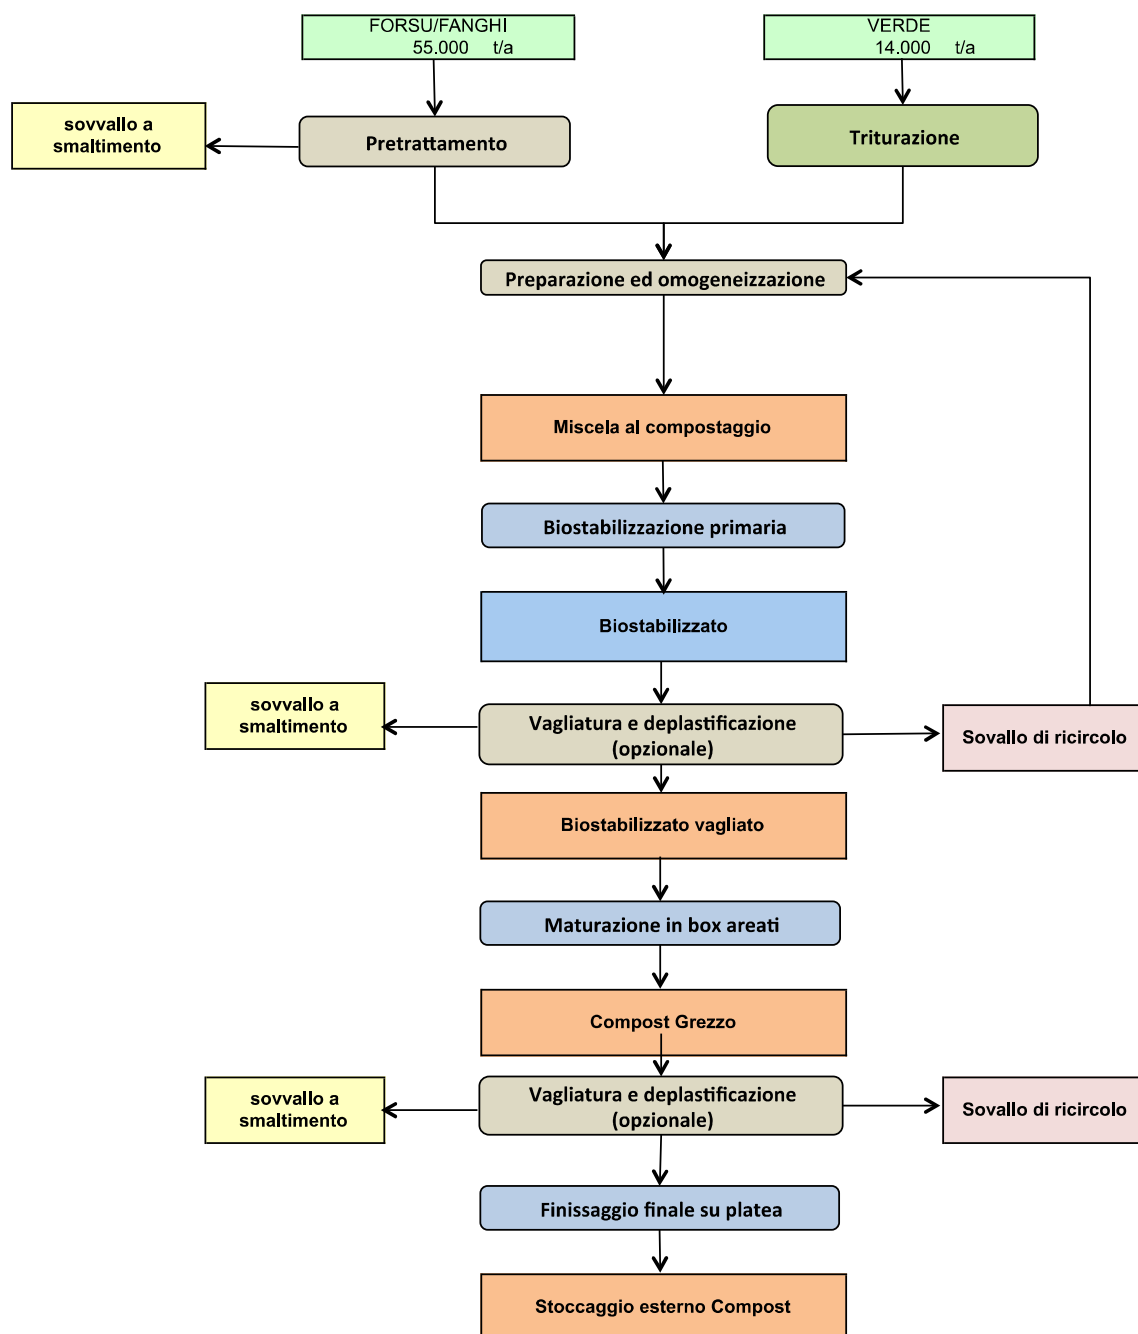 FORSU/FANGHI
55.000 t/a
VERDE
14.000 t/a
sovvallo a
smaltimento
Pretrattamento
Triturazione
Preparazione ed omogeneizzazione
Miscela al compostaggio
Biostabilizzazione primaria
Biostabilizzato
sovvallo a
smaltimento
Vagliatura e deplastificazione
(opzionale)
Sovallo di ricircolo
Biostabilizzato vagliato
Maturazione in box areati
Compost Grezzo
sovvallo a
smaltimento
Vagliatura e deplastificazione
(opzionale)
Sovallo di ricircolo
Finissaggio finale su platea
Stoccaggio esterno Compost